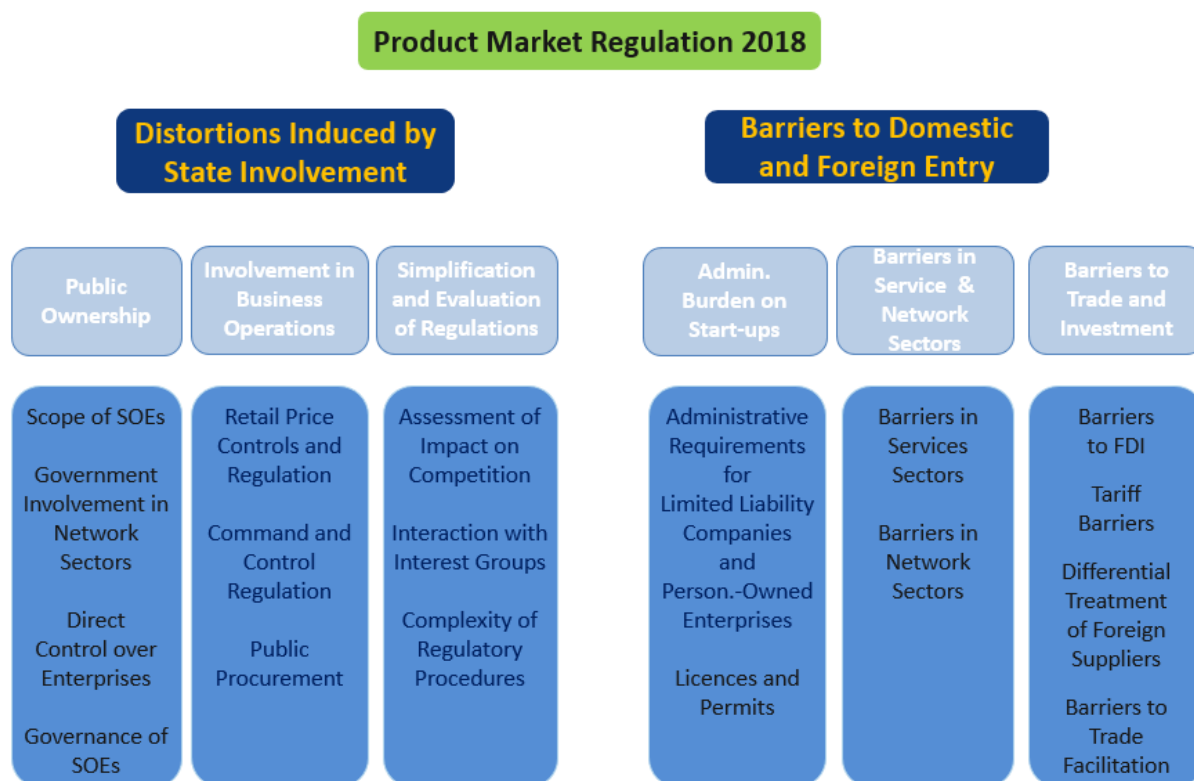 Product Market Regulation 2018
Distortions Induced by
State Involvement
Barriers to Domestic
and Foreign Entry
Public
Ownership
Involvement in
Business
Operations
Simplification
and Evaluation
of Regulations
Admin.
Burden on
Start-ups
Barriers in
Service &
Network
Sectors
Barriers to
Trade and
Investment
Scope of SOEs
Government
Involvement in
Network
Sectors
Direct
Control over
Enterprises
Governance of
SOEs
Retail Price
Controls and
Regulation
Command and
Control
Regulation
Public
Procurement
Assessment of
Impact on
Competition
Interaction with
Interest Groups
Complexity of
Regulatory
Procedures
Administrative
Requirements
for
Limited Liability
Companies
and
Person.-Owned
Enterprises
Licences and
Permits
Barriers in
Services
Sectors
Barriers in
Network
Sectors
Barriers
to FDI
Tariff
Barriers
Differential
Treatment
of Foreign
Suppliers
Barriers to
Trade
Facilitation